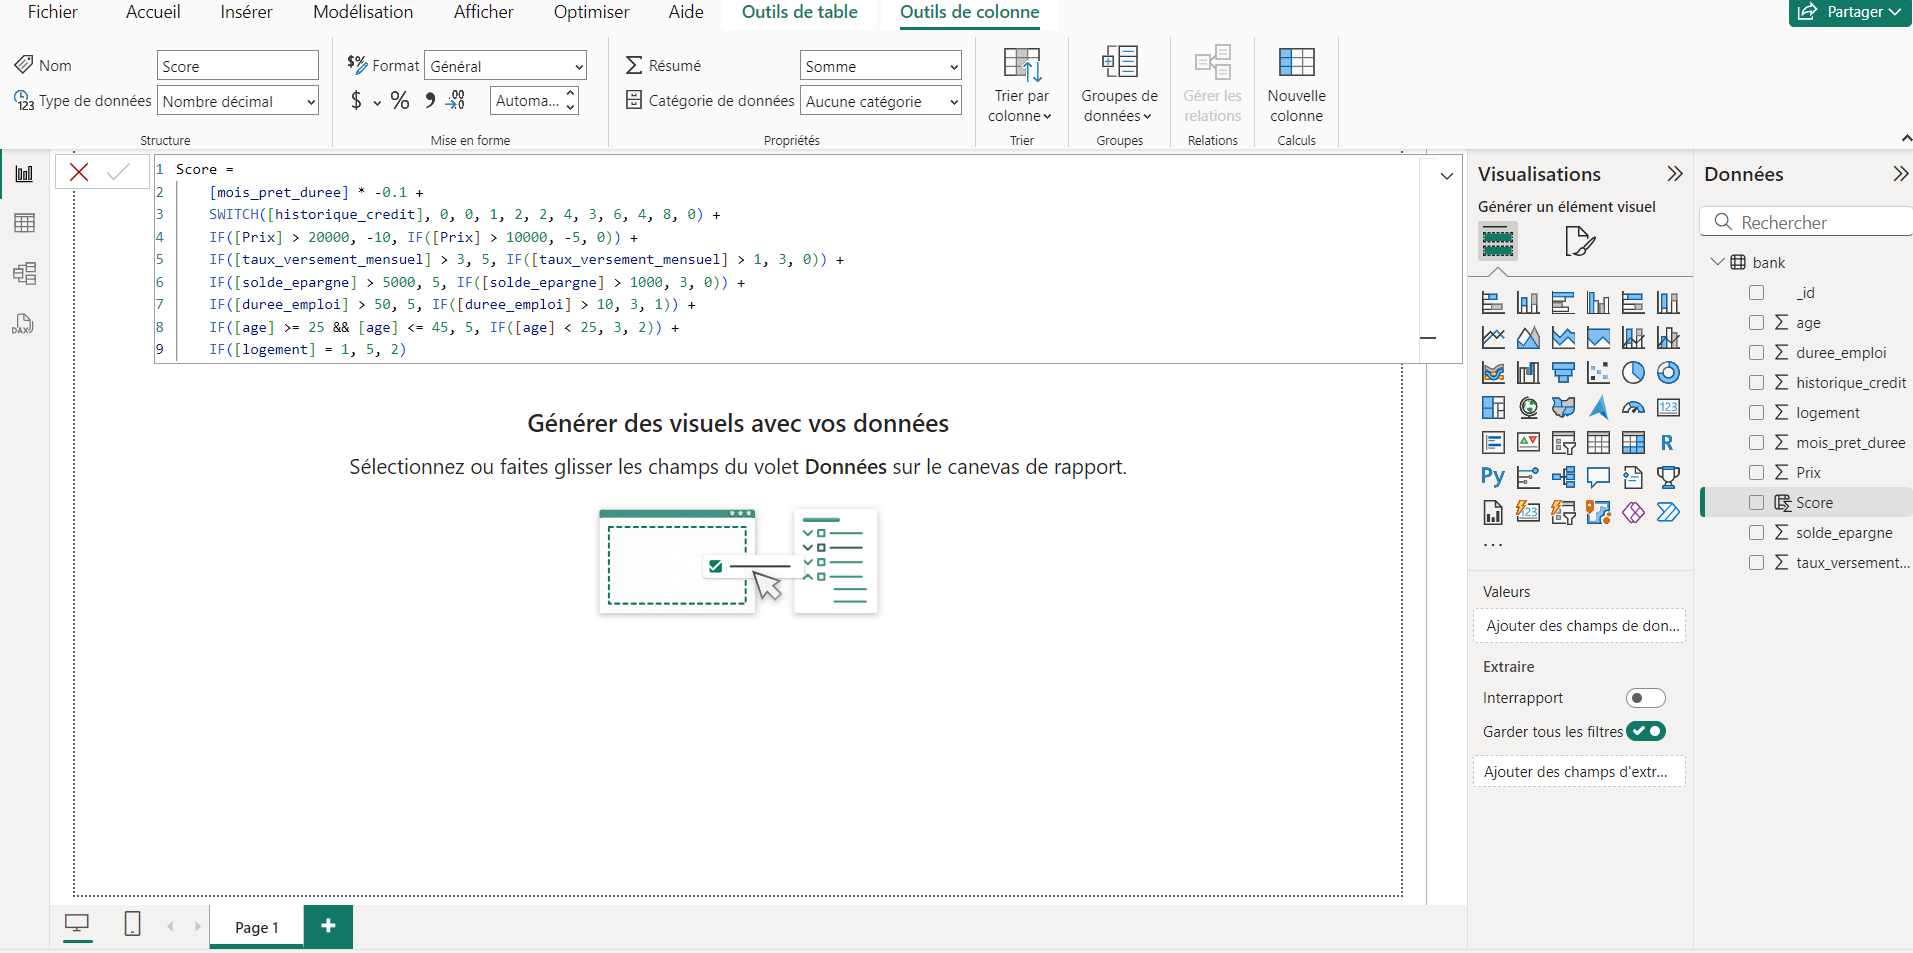 Fichier Accueil Insérer Modélisation Afficher Optimiser Aide Outils de table Outils de colonne Partager
Nom Score
Type de données Nombre décimal
Structure
$% Format Général
$ % , .00 Automa...
Mise en forme
Résumé Somme
Catégorie de données Aucune catégorie
Propriétés
Trier par
colonne
Trier
Groupes de
données
Groupes
Gérer les
relations
Relations
Nouvelle
colonne
Calculs
1 Score =
2 [mois_pret_duree] * -0.1 +
3 SWITCH([historique_credit], 0, 0, 1, 2, 2, 4, 3, 6, 4, 8, 0) +
4 IF([Prix] > 20000, -10, IF([Prix] > 10000, -5, 0)) +
5 IF([taux_versement_mensuel] > 3, 5, IF([taux_versement_mensuel] > 1, 3, 0)) +
6 IF([solde_epargne] > 5000, 5, IF([solde_epargne] > 1000, 3, 0)) +
7 IF([duree_emploi] > 50, 5, IF([duree_emploi] > 10, 3, 1)) +
8 IF([age] >= 25 && [age] <= 45, 5, IF([age] < 25, 3, 2)) +
9 IF([logement] = 1, 5, 2)
Générer des visuels avec vos données
Sélectionnez ou faites glisser les champs du volet Données sur le canevas de rapport.
Page 1
Visualisations
Générer un élément visuel
123
R
Py
123
...
Valeurs
Ajouter des champs de don...
Extraire
Interrapport
Garder tous les filtres
Ajouter des champs d'extr...
Données
Rechercher
bank
_id
age
duree_emploi
historique_credit
logement
mois_pret_duree
Prix
Score
solde_epargne
taux_versement...
DAX